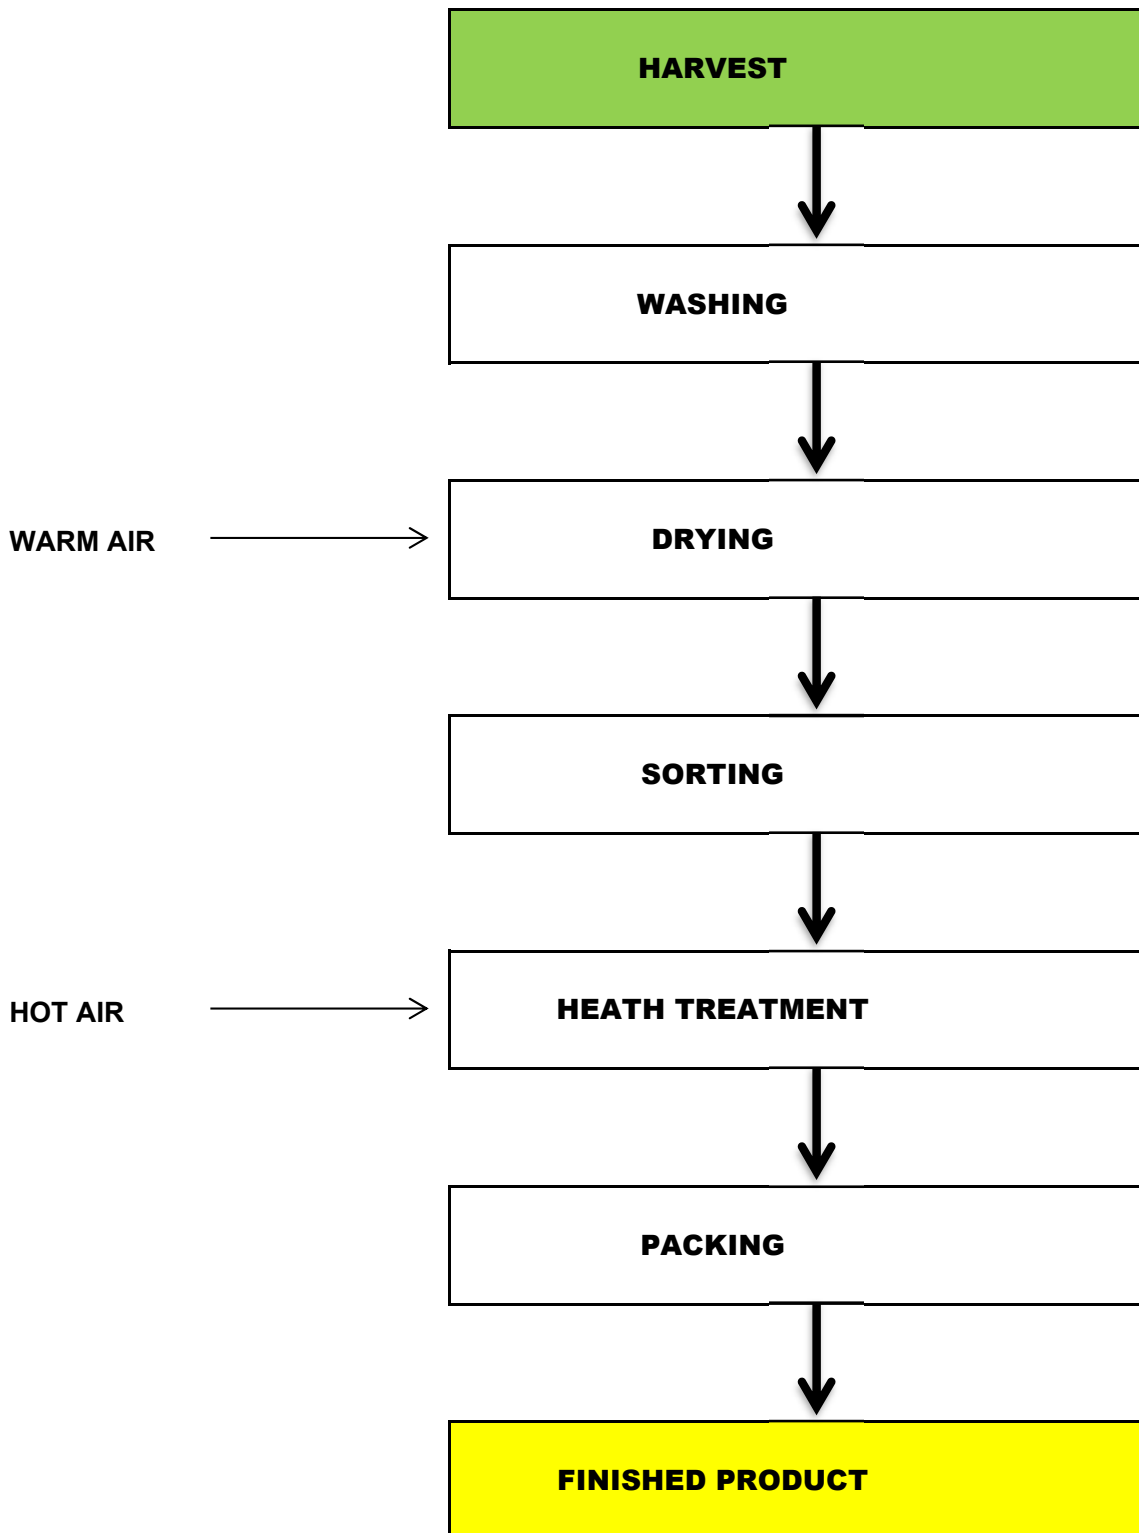 HARVEST
WASHING
WARM AIR
DRYING
SORTING
HOT AIR
HEATH TREATMENT
PACKING
FINISHED PRODUCT